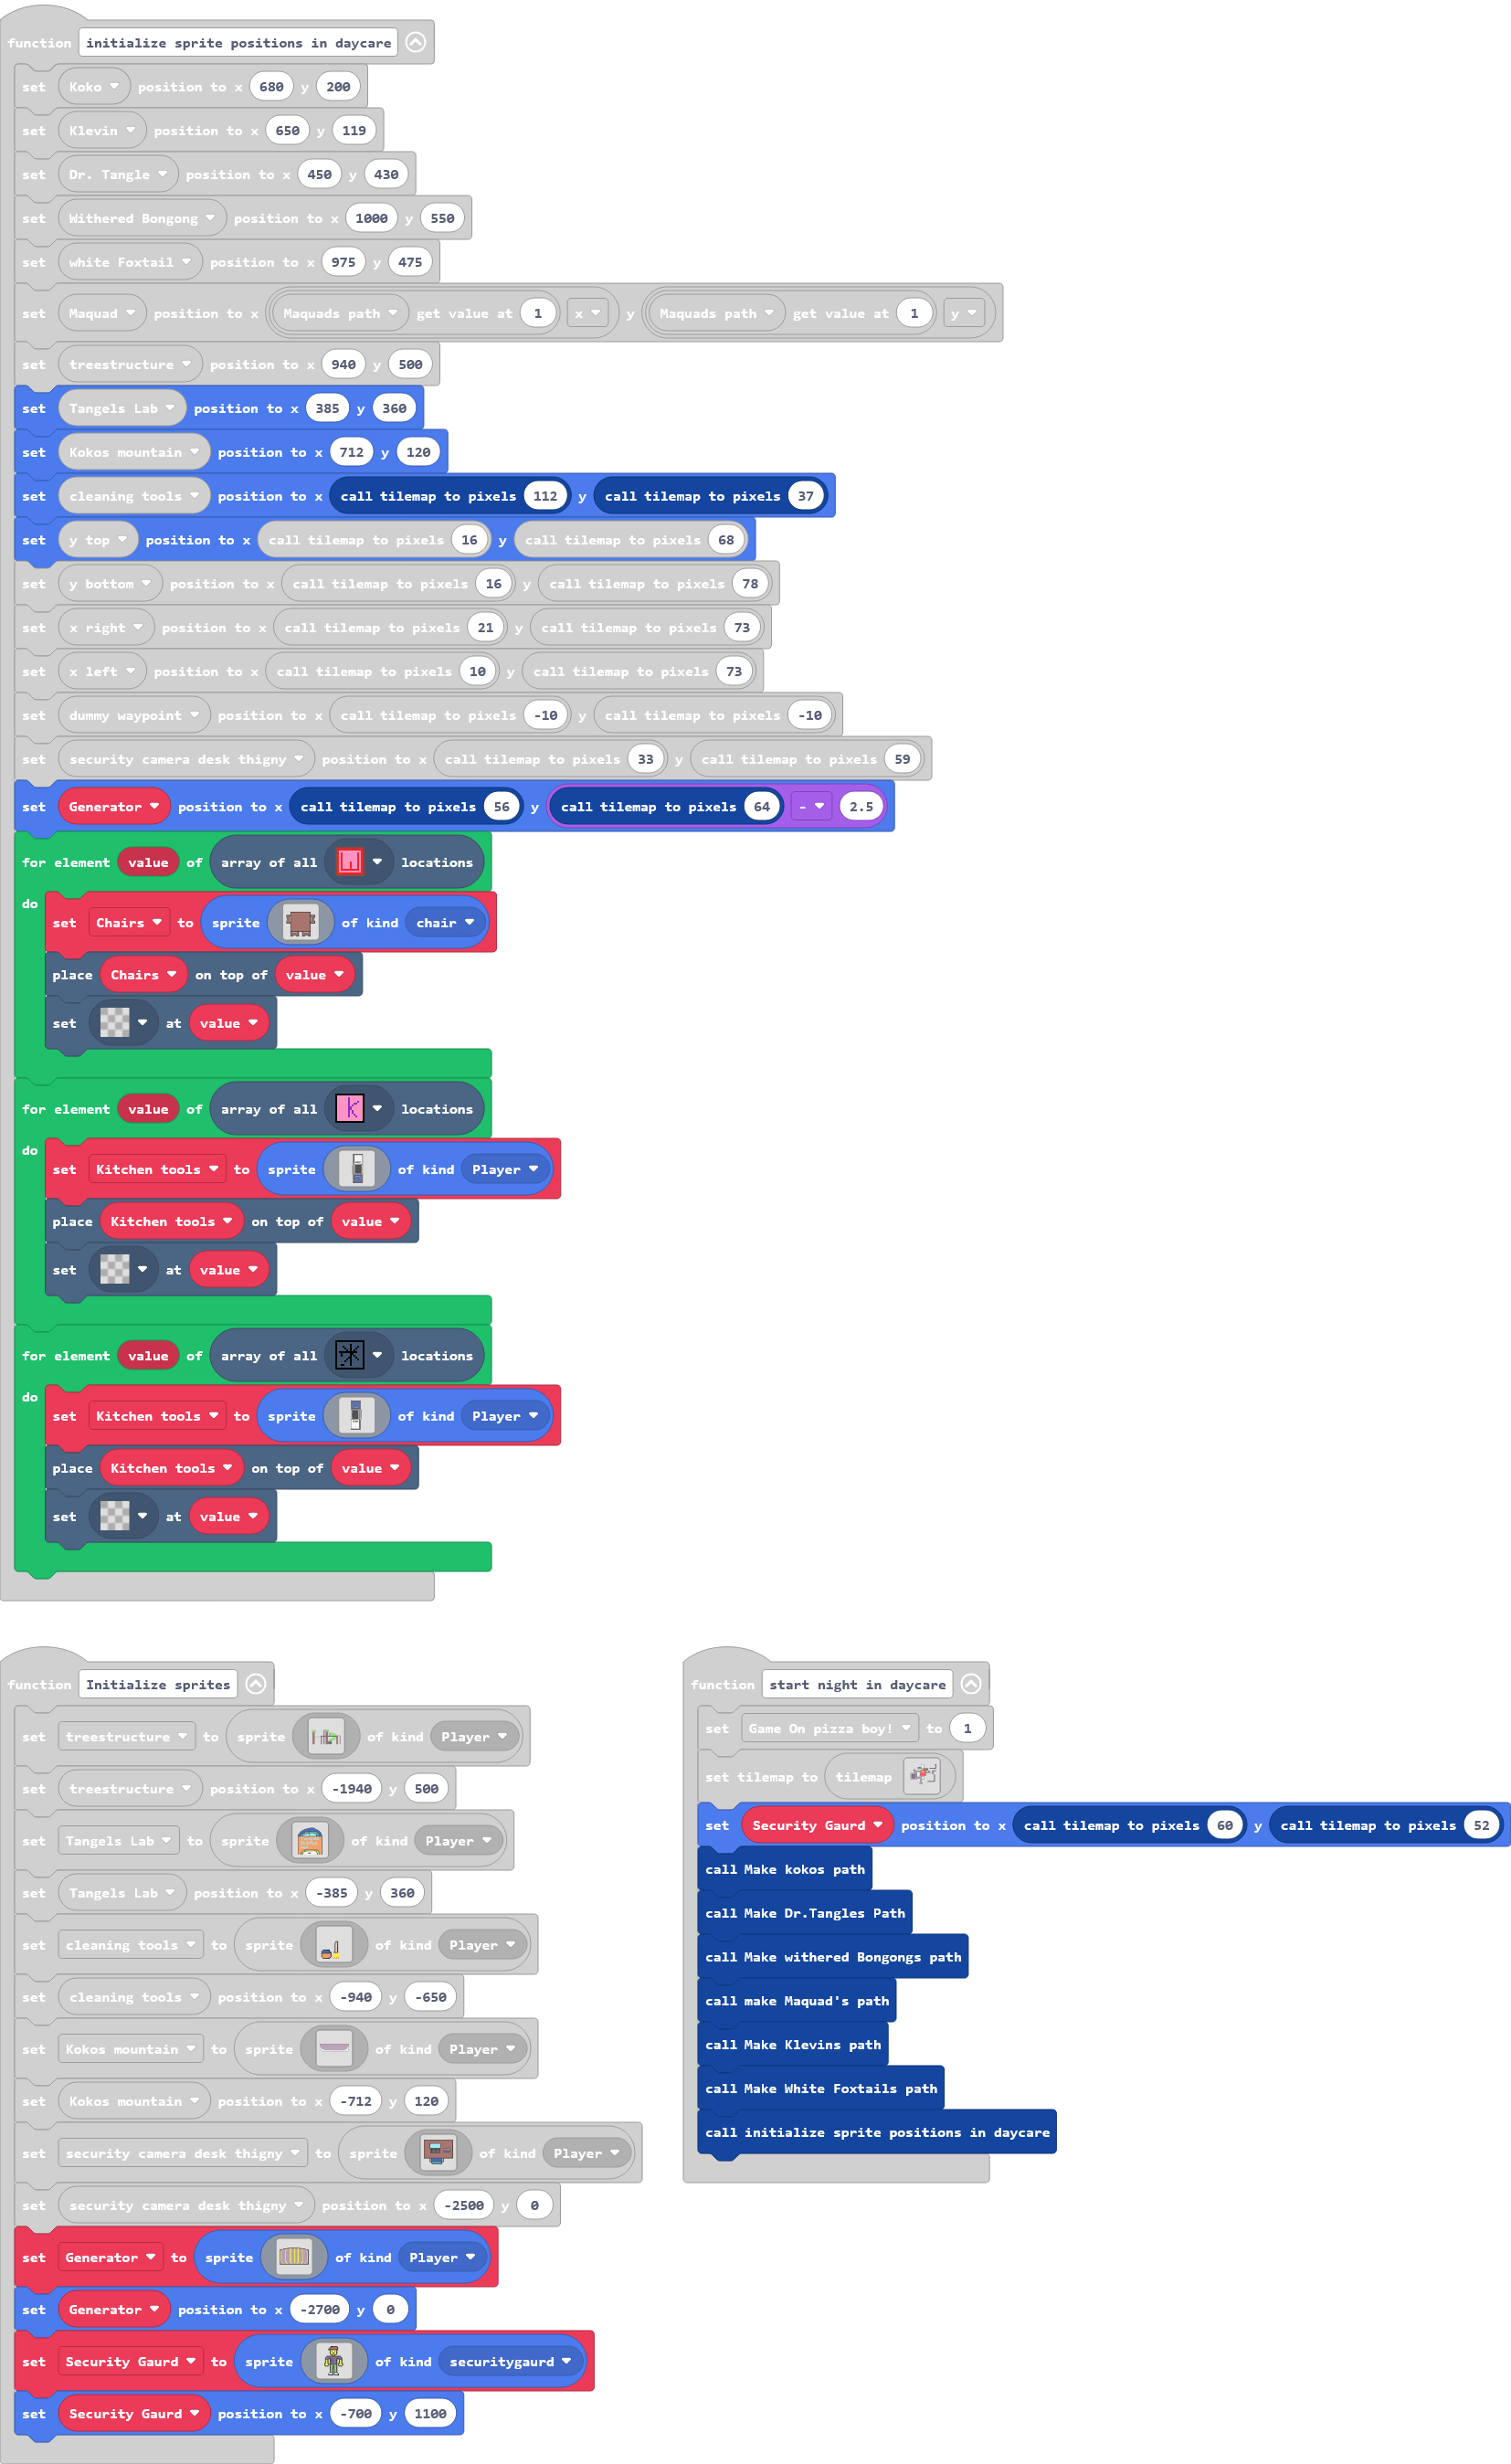 function initialize sprite positions in daycare
set Koko position to x 680 y 200
set Klevin position to x 650 y 119
set Dr. Tangle position to x 450 y 430
set Withered Bongong position to x 1000 y 550
set white Foxtail position to x 975 y 475
set Maquad position to x Maquads path get value at 1 x y Maquads path get value at 1 y
set treestructure position to x 940 y 500
set Tangels Lab position to x 385 y 360
set Kokos mountain position to x 712 y 120
set cleaning tools position to x call tilemap to pixels 112 y call tilemap to pixels 37
set y top position to x call tilemap to pixels 16 y call tilemap to pixels 68
set y bottom position to x call tilemap to pixels 16 y call tilemap to pixels 78
set x right position to x call tilemap to pixels 21 y call tilemap to pixels 73
set x left position to x call tilemap to pixels 10 y call tilemap to pixels 73
set dummy waypoint position to x call tilemap to pixels -10 y call tilemap to pixels -10
set security camera desk thigny position to x call tilemap to pixels 33 y call tilemap to pixels 59
set Generator position to x call tilemap to pixels 56 y call tilemap to pixels 64 - 2.5
for element value of array of all locations
do
set Chairs to sprite of kind chair
place Chairs on top of value
set at value
for element value of array of all K locations
do
set Kitchen tools to sprite of kind Player
place Kitchen tools on top of value
set at value
for element value of array of all locations
do
set Kitchen tools to sprite of kind Player
place Kitchen tools on top of value
set at value
function Initialize sprites
set treestructure to sprite of kind Player
set treestructure position to x -1940 y 500
set Tangels Lab to sprite of kind Player
set Tangels Lab position to x -385 y 360
set cleaning tools to sprite of kind Player
set cleaning tools position to x -940 y -650
set Kokos mountain to sprite of kind Player
set Kokos mountain position to x -712 y 120
set security camera desk thigny to sprite of kind Player
set security camera desk thigny position to x -2500 y 0
set Generator to sprite of kind Player
set Generator position to x -2700 y 0
set Security Gaurd to sprite of kind securitygaurd
set Security Gaurd position to x -700 y 1100
function start night in daycare
set Game On pizza boy! to 1
set tilemap to tilemap
set Security Gaurd position to x call tilemap to pixels 60 y call tilemap to pixels 52
call Make kokos path
call Make Dr.Tangles Path
call Make withered Bongongs path
call make Maquad's path
call Make Klevins path
call Make White Foxtails path
call initialize sprite positions in daycare